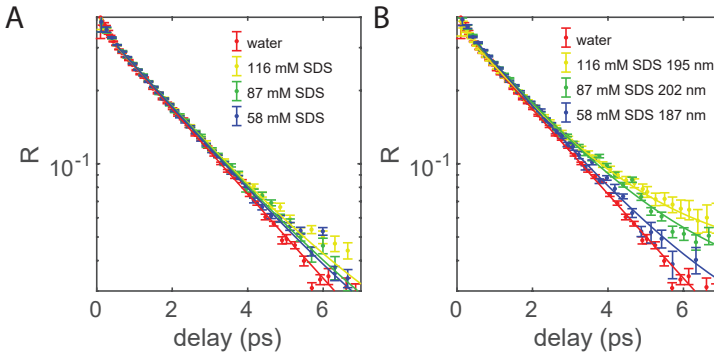 A
R
10⁻¹
water
116 mM SDS
87 mM SDS
58 mM SDS
0 2 4 6
delay (ps)
B
R
10⁻¹
water
116 mM SDS 195 nm
87 mM SDS 202 nm
58 mM SDS 187 nm
0 2 4 6
delay (ps)